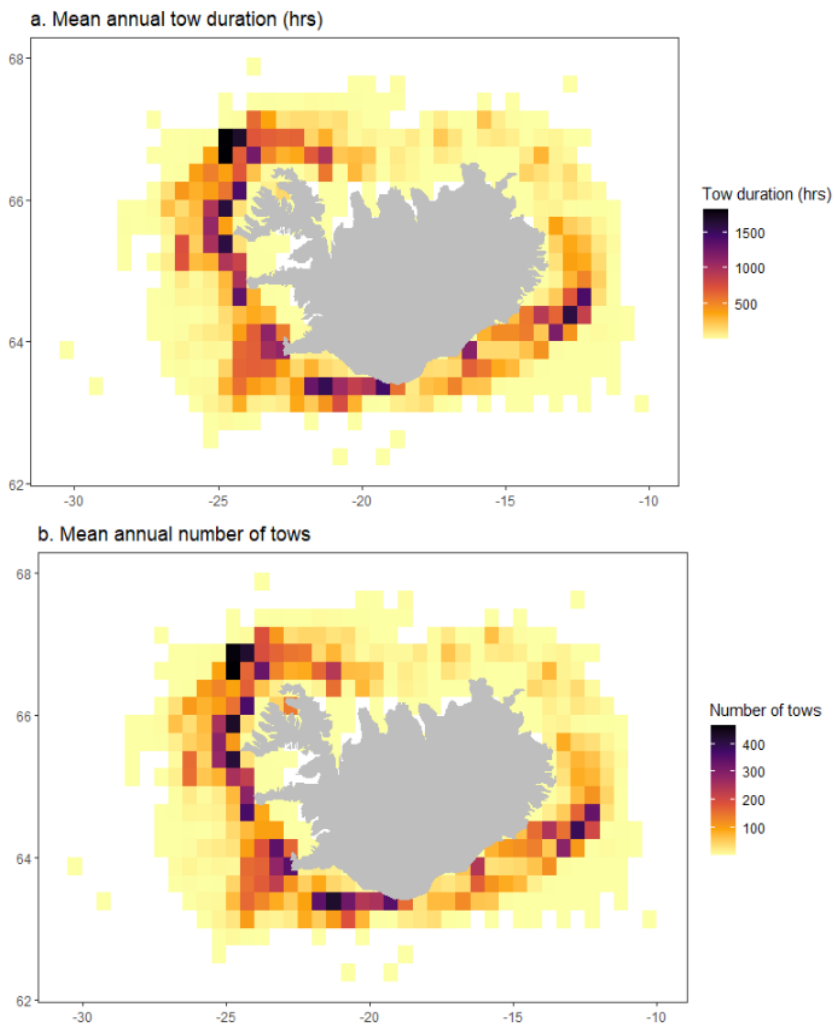 a. Mean annual tow duration (hrs)
68
66
64
62
-30 -25 -20 -15 -10
Tow duration (hrs)
1500
1000
500
b. Mean annual number of tows
68
66
64
62
-30 -25 -20 -15 -10
Number of tows
400
300
200
100